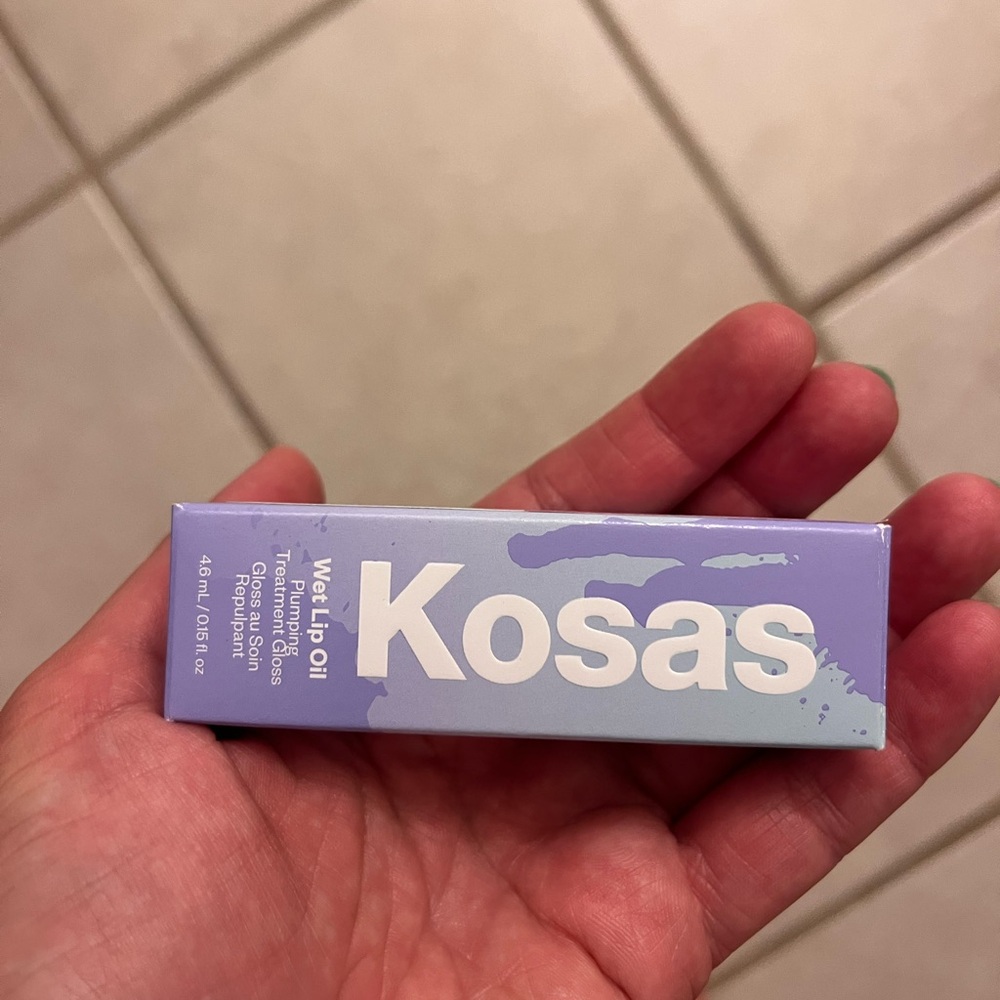 Kosas
Wet Lip Oil
Plumping
Treatment Gloss
Gloss au Soin
Repulpant
4.6 mL / 0.15 fl. oz